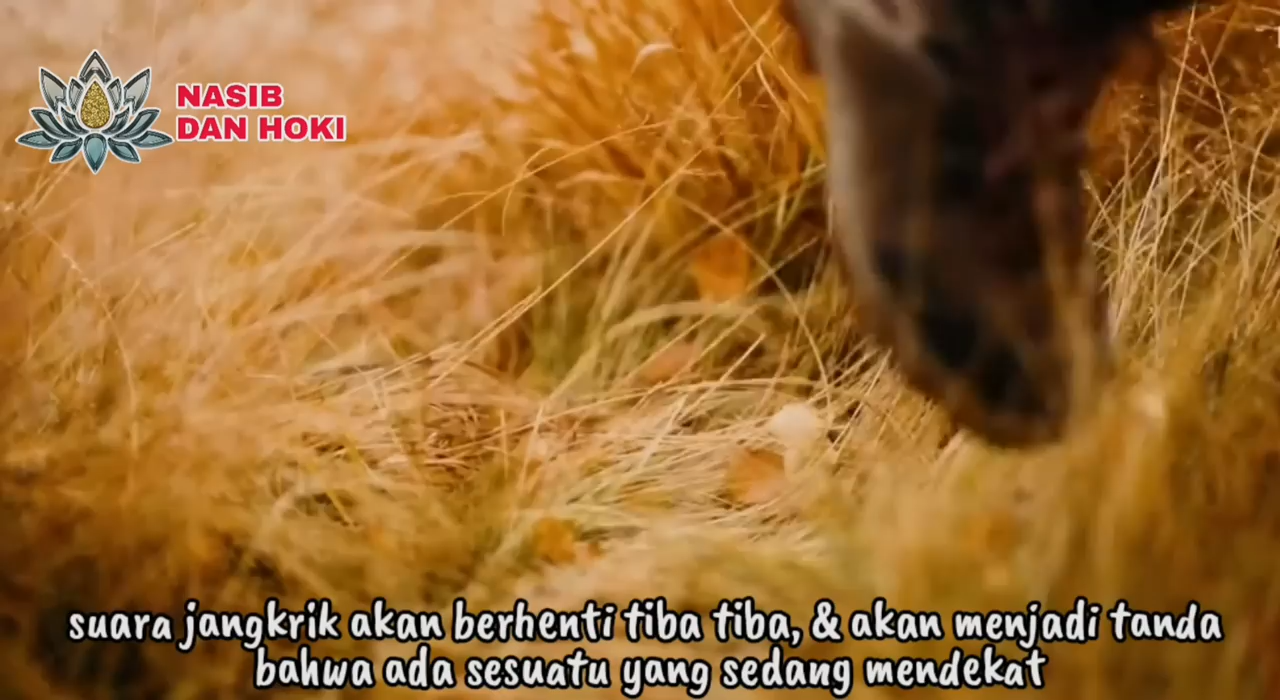 NASIB
DAN HOKI
suara jangkrik akan berhenti tiba tiba, & akan menjadi tanda
bahwa ada sesuatu yang sedang mendekat